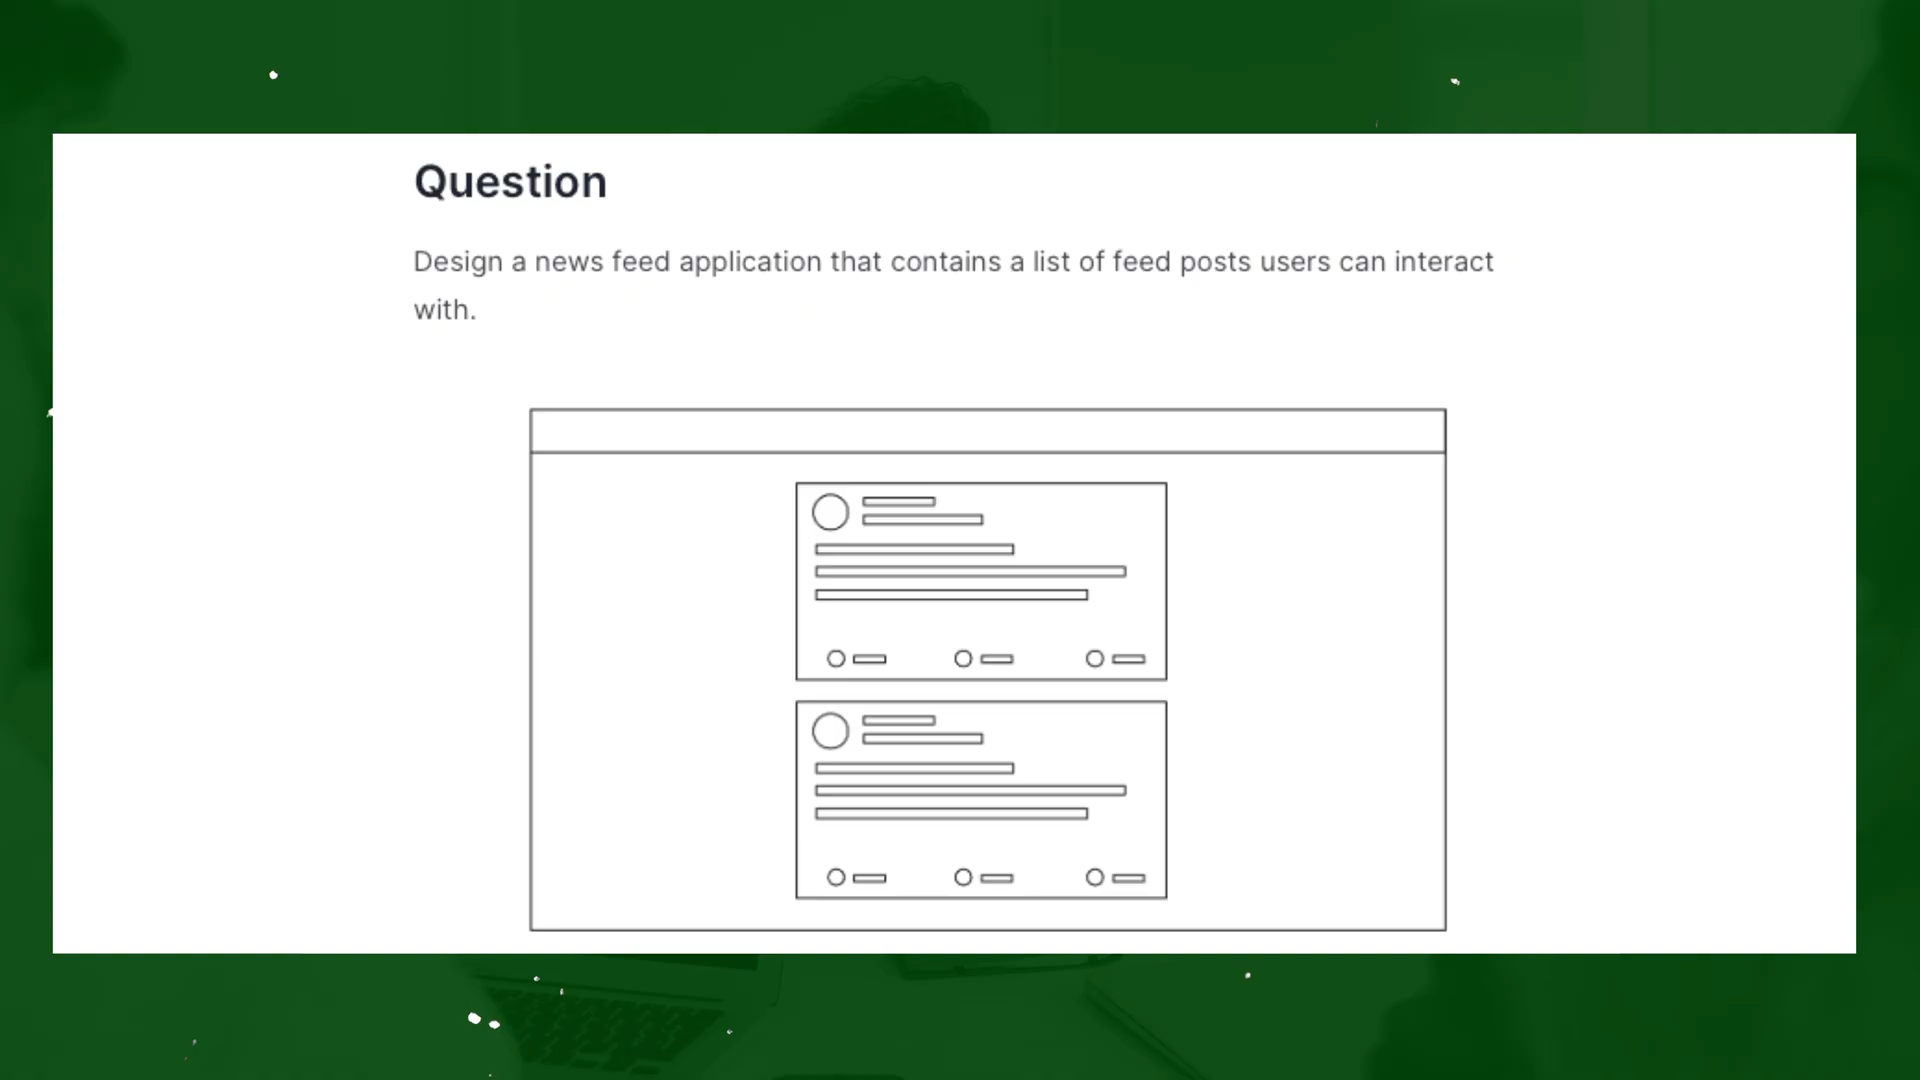 Question
Design a news feed application that contains a list of feed posts users can interact
with.